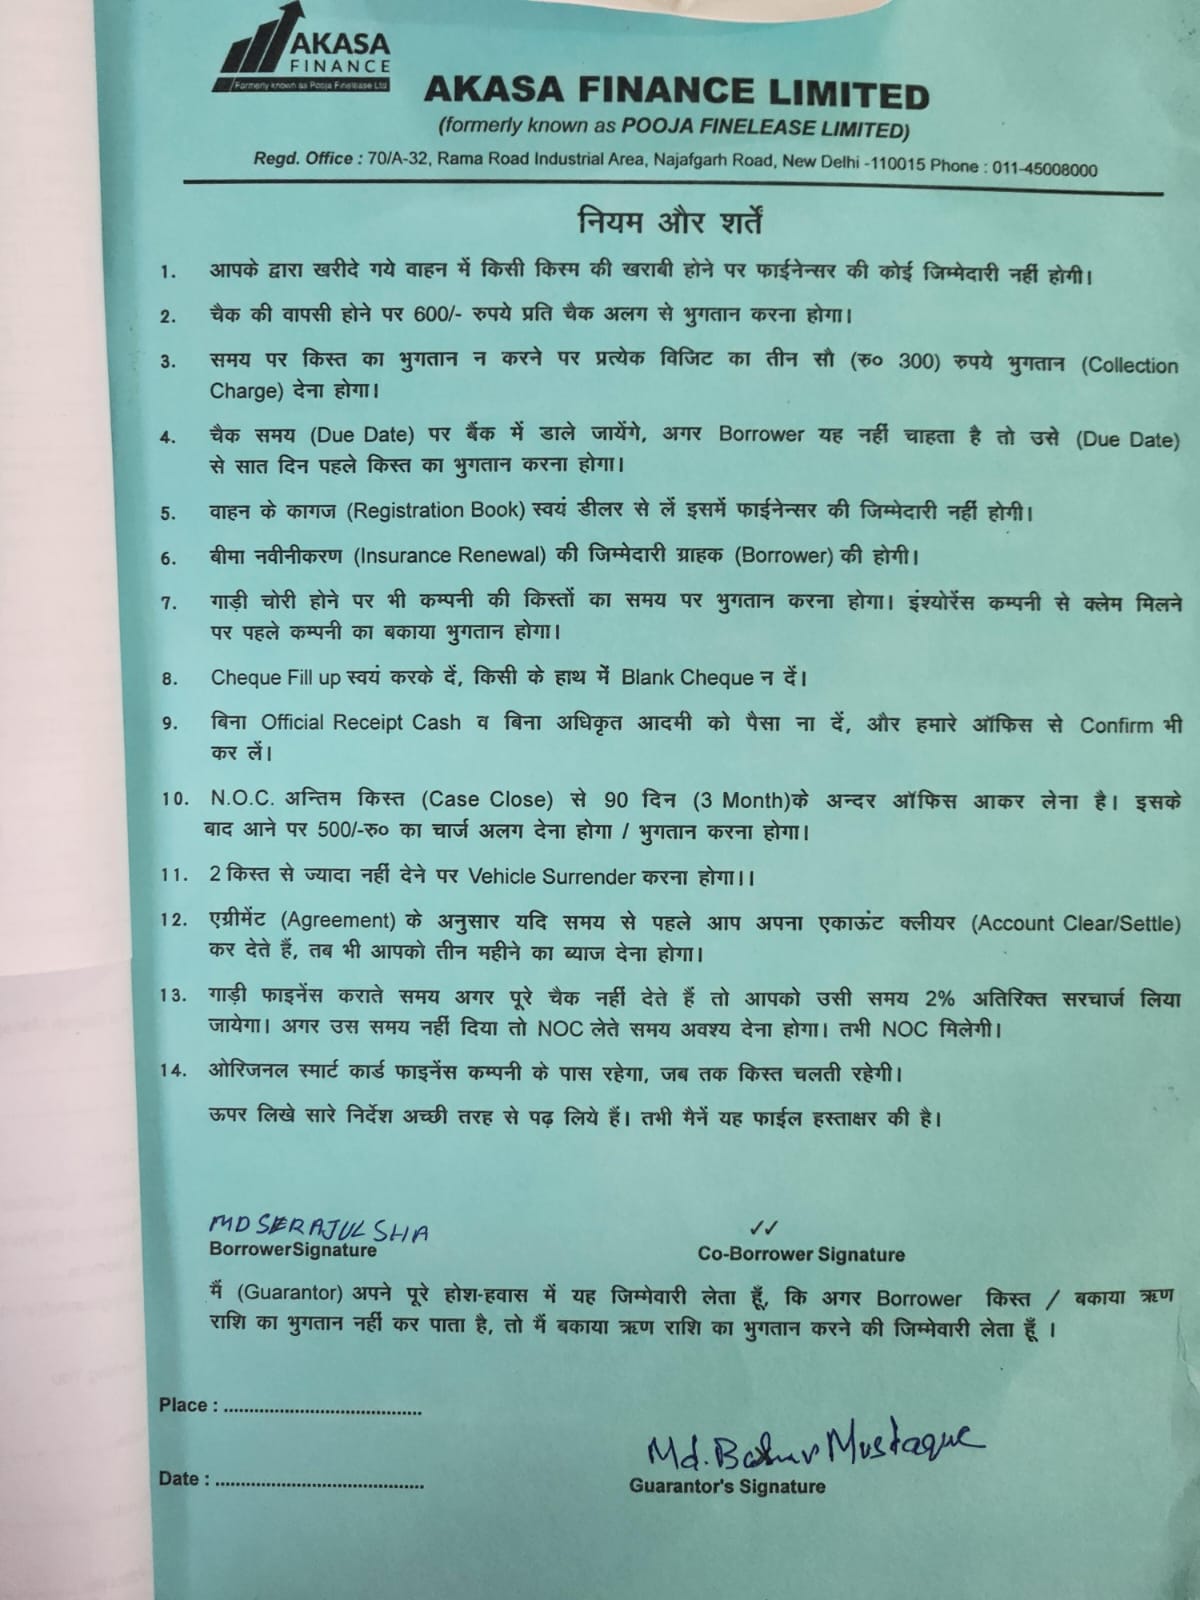 AKASA
FINANCE
Formerly known as Pooja Finelease Ltd
AKASA FINANCE LIMITED
(formerly known as POOJA FINELEASE LIMITED)
Regd. Office : 70/A-32, Rama Road Industrial Area, Najafgarh Road, New Delhi -110015 Phone : 011-45008000
नियम और शर्तें
1. आपके द्वारा खरीदे गये वाहन में किसी किस्म की खराबी होने पर फाईनेन्सर की कोई जिम्मेदारी नहीं होगी।
2. चैक की वापसी होने पर 600/- रुपये प्रति चैक अलग से भुगतान करना होगा।
3. समय पर किस्त का भुगतान न करने पर प्रत्येक विजिट का तीन सौ (रु० 300) रुपये भुगतान (Collection
Charge) देना होगा।
4. चैक समय (Due Date) पर बैंक में डाले जायेंगे, अगर Borrower यह नहीं चाहता है तो उसे (Due Date)
से सात दिन पहले किस्त का भुगतान करना होगा।
5. वाहन के कागज (Registration Book) स्वयं डीलर से लें इसमें फाईनेन्सर की जिम्मेदारी नहीं होगी।
6. बीमा नवीनीकरण (Insurance Renewal) की जिम्मेदारी ग्राहक (Borrower) की होगी।
7. गाड़ी चोरी होने पर भी कम्पनी की किस्तों का समय पर भुगतान करना होगा। इंश्योरेंस कम्पनी से क्लेम मिलने
पर पहले कम्पनी का बकाया भुगतान होगा।
8. Cheque Fill up स्वयं करके दें, किसी के हाथ में Blank Cheque न दें।
9. बिना Official Receipt Cash व बिना अधिकृत आदमी को पैसा ना दें, और हमारे ऑफिस से Confirm भी
कर लें।
10. N.O.C. अन्तिम किस्त (Case Close) से 90 दिन (3 Month)के अन्दर ऑफिस आकर लेना है। इसके
बाद आने पर 500/-रु० का चार्ज अलग देना होगा / भुगतान करना होगा।
11. 2 किस्त से ज्यादा नहीं देने पर Vehicle Surrender करना होगा।।
12. एग्रीमेंट (Agreement) के अनुसार यदि समय से पहले आप अपना एकाऊंट क्लीयर (Account Clear/Settle)
कर देते हैं, तब भी आपको तीन महीने का ब्याज देना होगा।
13. गाड़ी फाइनेंस कराते समय अगर पूरे चैक नहीं देते हैं तो आपको उसी समय 2% अतिरिक्त सरचार्ज लिया
जायेगा। अगर उस समय नहीं दिया तो NOC लेते समय अवश्य देना होगा। तभी NOC मिलेगी।
14. ओरिजनल स्मार्ट कार्ड फाइनेंस कम्पनी के पास रहेगा, जब तक किस्त चलती रहेगी।
ऊपर लिखे सारे निर्देश अच्छी तरह से पढ़ लिये हैं। तभी मैनें यह फाईल हस्ताक्षर की है।
MD SERAJUL SHA
BorrowerSignature
✓✓
Co-Borrower Signature
मैं (Guarantor) अपने पूरे होश-हवास में यह जिम्मेवारी लेता हूँ, कि अगर Borrower किस्त / बकाया ऋण
राशि का भुगतान नहीं कर पाता है, तो मैं बकाया ऋण राशि का भुगतान करने की जिम्मेवारी लेता हूँ ।
Place : ........................................
Md. Mustaque
Date : ..........................................
Guarantor's Signature